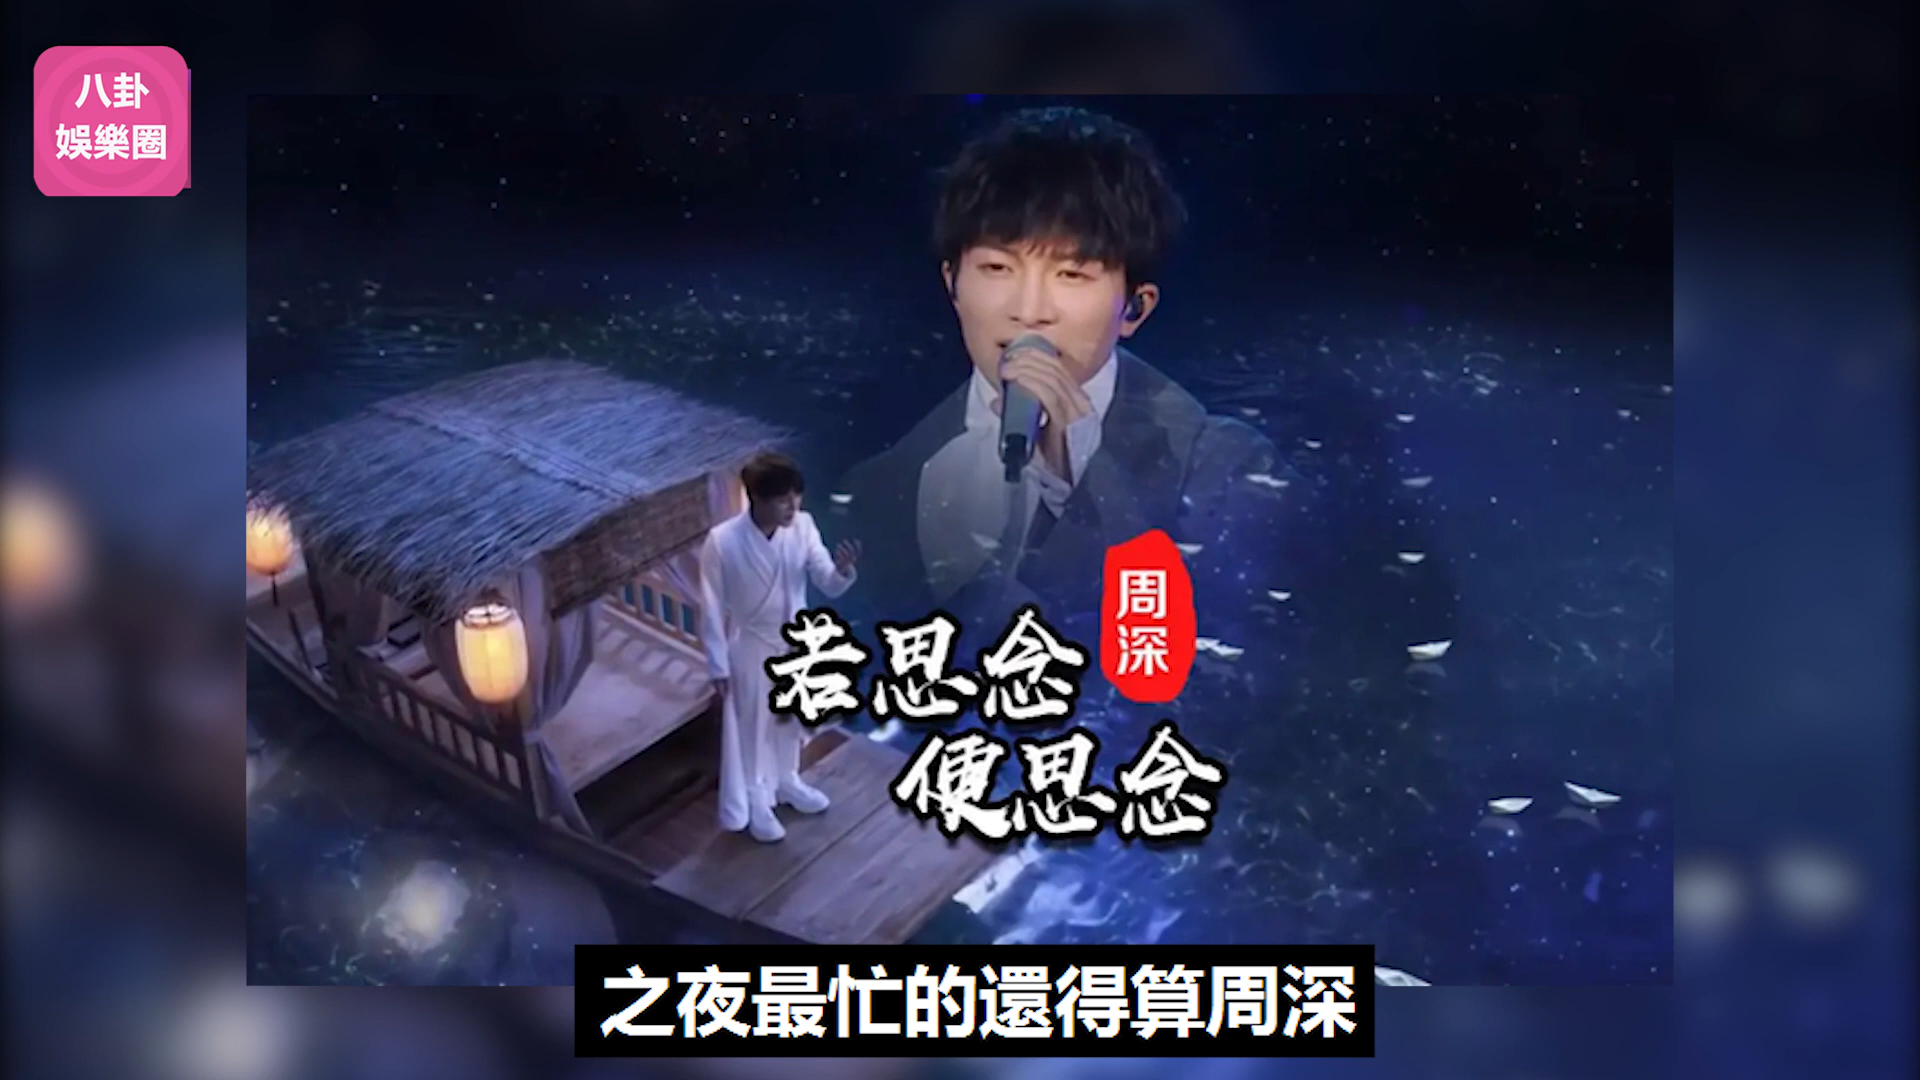 八卦
娛樂圈
周
深
若思念
便思念
之夜最忙的還得算周深